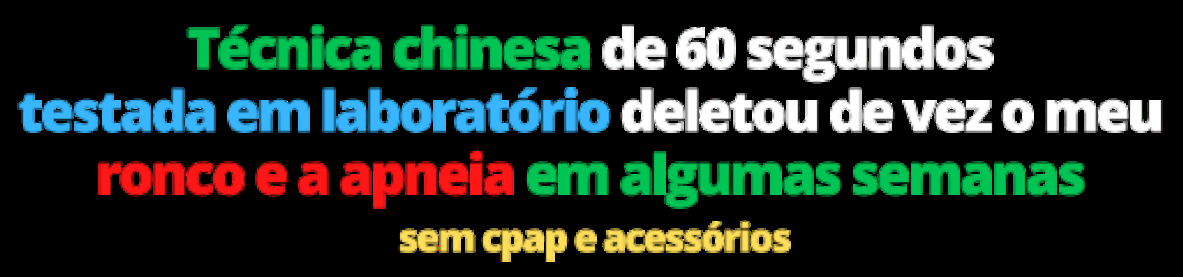 Técnica chinesa de 60 segundos
testada em laboratório deletou de vez o meu
ronco e a apneia em algumas semanas
sem cpap e acessórios